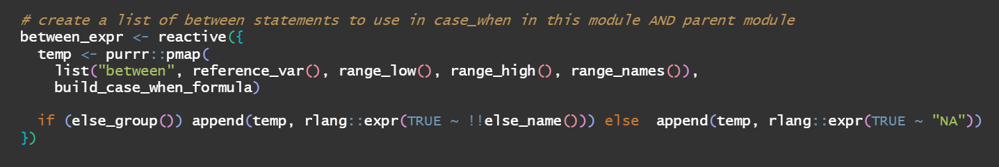 # create a list of between statements to use in case_when in this module AND parent module
between_expr <- reactive({
  temp <- purrr::pmap(
    list("between", reference_var(), range_low(), range_high(), range_names()),
    build_case_when_formula)
  if (else_group()) append(temp, rlang::expr(TRUE ~ !!else_name())) else  append(temp, rlang::expr(TRUE ~ "NA"))
})